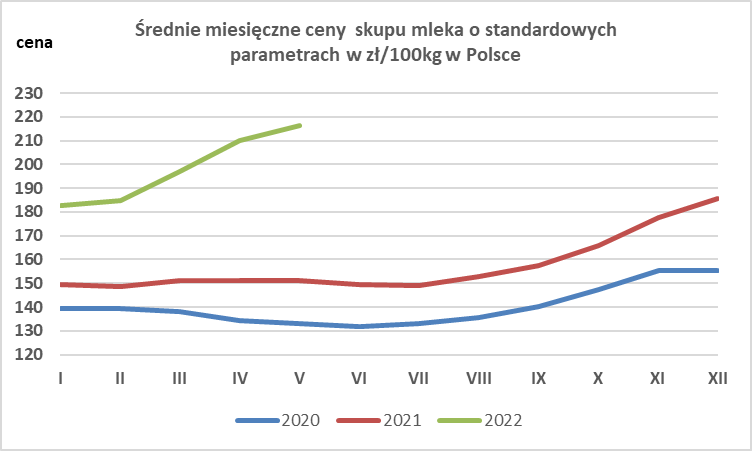 Średnie miesięczne ceny skupu mleka o standardowych
parametrach w zł/100kg w Polsce
cena
230
220
210
200
190
180
170
160
150
140
130
120
I II III IV V VI VII VIII IX X XI XII
2020 2021 2022